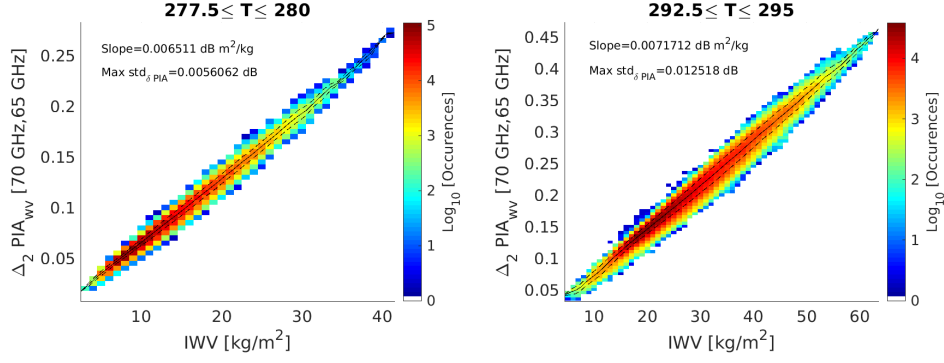 277.5≤ T≤ 280
Slope=0.006511 dB m²/kg
Max std_δ PIA=0.0056062 dB
Δ₂ PIA_wv [70 GHz,65 GHz]
0.25
0.2
0.15
0.1
0.05
10
20
30
40
IWV [kg/m²]
5
4
3
2
1
0
Log₁₀ [Occurences]
292.5≤ T≤ 295
Slope=0.0071712 dB m²/kg
Max std_δ PIA=0.012518 dB
Δ₂ PIA_wv [70 GHz,65 GHz]
0.45
0.4
0.35
0.3
0.25
0.2
0.15
0.1
0.05
10
20
30
40
50
60
IWV [kg/m²]
4
3
2
1
0
Log₁₀ [Occurences]